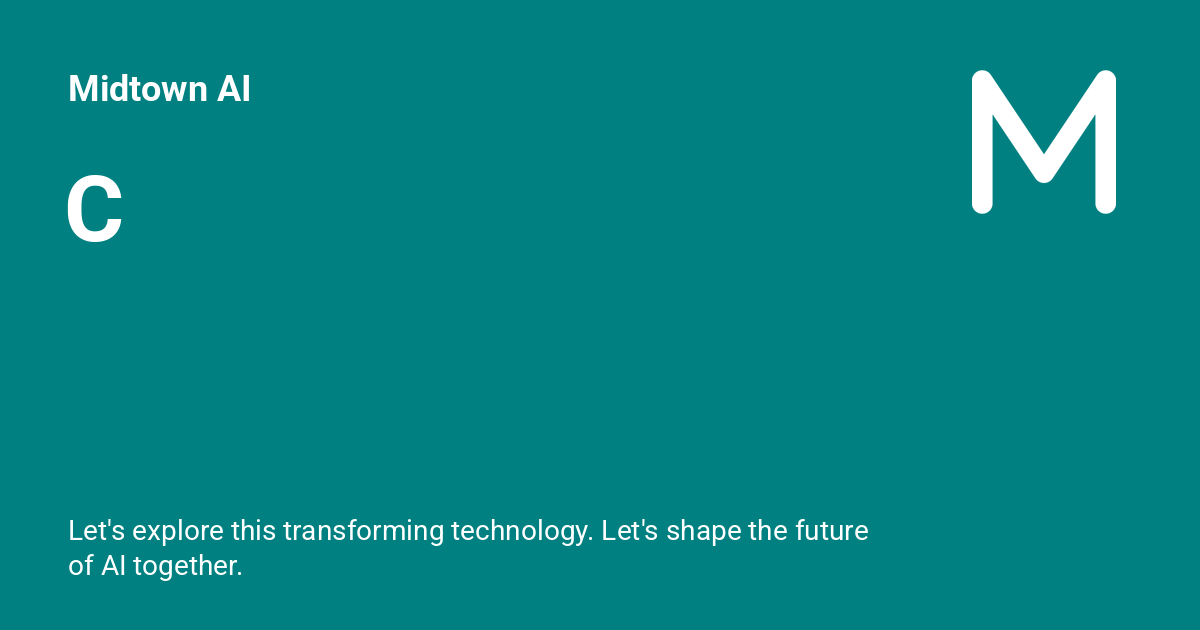 Midtown AI
M
C
Let's explore this transforming technology. Let's shape the future
of AI together.